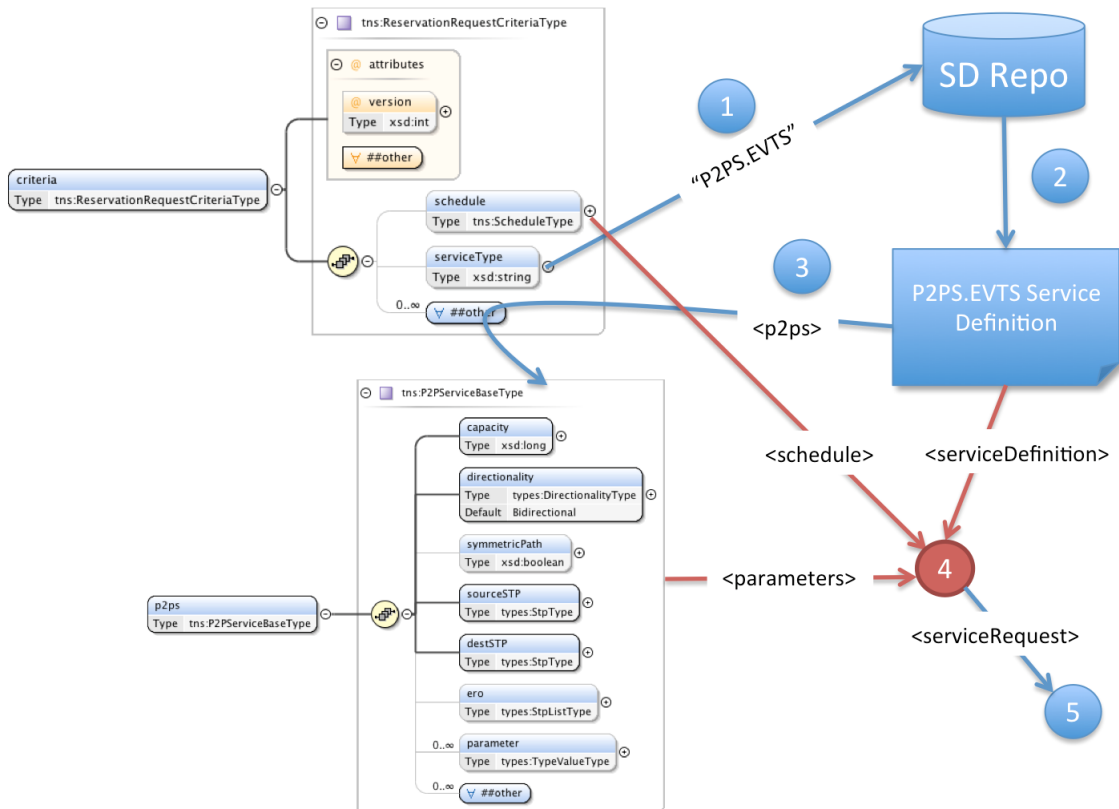 tns:ReservationRequestCriteriaType
@ attributes
@ version
Type xsd:int
∀ ##other
criteria
Type tns:ReservationRequestCriteriaType
schedule
Type tns:ScheduleType
serviceType
Type xsd:string
0..∞
∀ ##other
SD Repo
1
“P2PS.EVTS”
2
3
P2PS.EVTS Service
Definition
<p2ps>
tns:P2PServiceBaseType
capacity
Type xsd:long
directionality
Type types:DirectionalityType
Default Bidirectional
symmetricPath
Type xsd:boolean
sourceSTP
Type types:StpType
destSTP
Type types:StpType
ero
Type types:StpListType
0..∞
parameter
Type types:TypeValueType
0..∞
∀ ##other
p2ps
Type tns:P2PServiceBaseType
<schedule>
<serviceDefinition>
<parameters>
4
<serviceRequest>
5